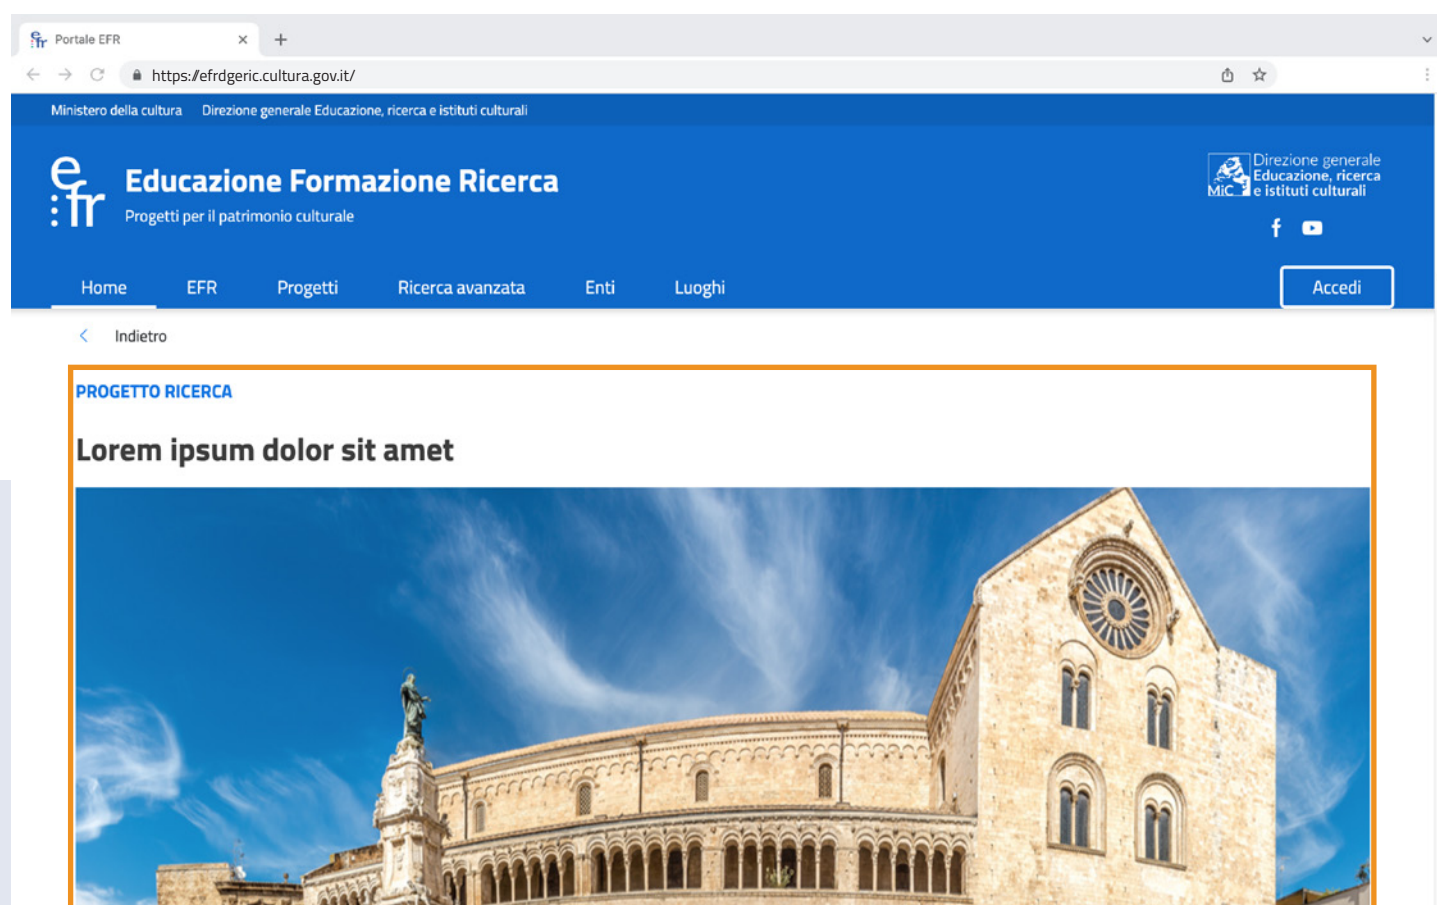 Portale EFR
https://efrdgeric.cultura.gov.it/
Ministero della cultura Direzione generale Educazione, ricerca e istituti culturali
efr
Educazione Formazione Ricerca
Progetti per il patrimonio culturale
MiC
Direzione generale
Educazione, ricerca
e istituti culturali
Home EFR Progetti Ricerca avanzata Enti Luoghi Accedi
Indietro
PROGETTO RICERCA
Lorem ipsum dolor sit amet